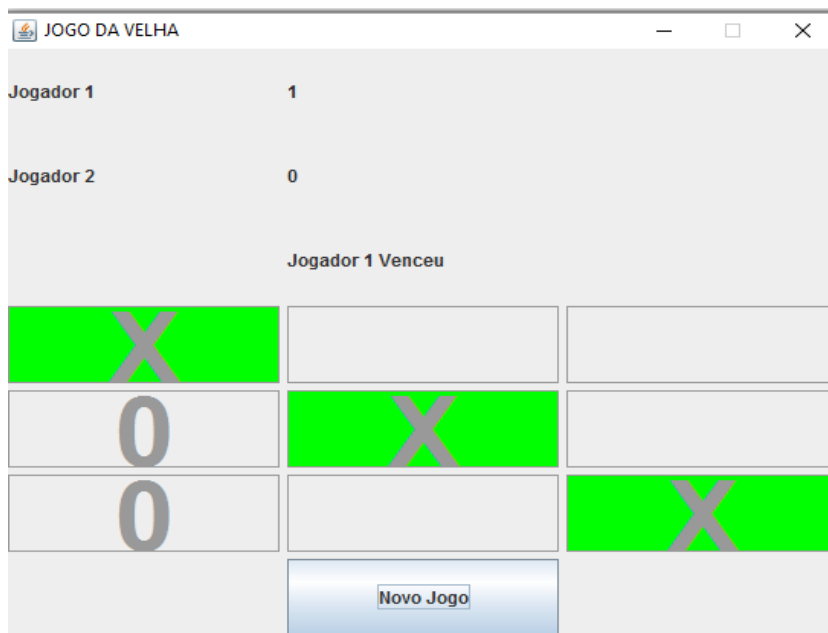 JOGO DA VELHA
Jogador 1 1
Jogador 2 0
Jogador 1 Venceu
X
0 X
0 X
Novo Jogo